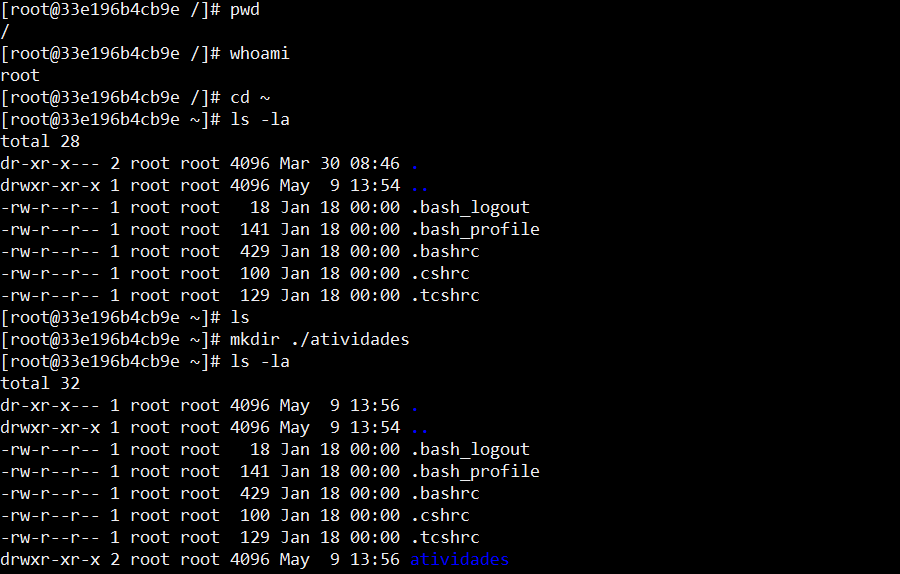 [root@33e196b4cb9e /]# pwd
/
[root@33e196b4cb9e /]# whoami
root
[root@33e196b4cb9e /]# cd ~
[root@33e196b4cb9e ~]# ls -la
total 28
dr-xr-x--- 2 root root 4096 Mar 30 08:46 .
drwxr-xr-x 1 root root 4096 May  9 13:54 ..
-rw-r--r-- 1 root root   18 Jan 18 00:00 .bash_logout
-rw-r--r-- 1 root root  141 Jan 18 00:00 .bash_profile
-rw-r--r-- 1 root root  429 Jan 18 00:00 .bashrc
-rw-r--r-- 1 root root  100 Jan 18 00:00 .cshrc
-rw-r--r-- 1 root root  129 Jan 18 00:00 .tcshrc
[root@33e196b4cb9e ~]# ls
[root@33e196b4cb9e ~]# mkdir ./atividades
[root@33e196b4cb9e ~]# ls -la
total 32
dr-xr-x--- 1 root root 4096 May  9 13:56 .
drwxr-xr-x 1 root root 4096 May  9 13:54 ..
-rw-r--r-- 1 root root   18 Jan 18 00:00 .bash_logout
-rw-r--r-- 1 root root  141 Jan 18 00:00 .bash_profile
-rw-r--r-- 1 root root  429 Jan 18 00:00 .bashrc
-rw-r--r-- 1 root root  100 Jan 18 00:00 .cshrc
-rw-r--r-- 1 root root  129 Jan 18 00:00 .tcshrc
drwxr-xr-x 2 root root 4096 May  9 13:56 atividades